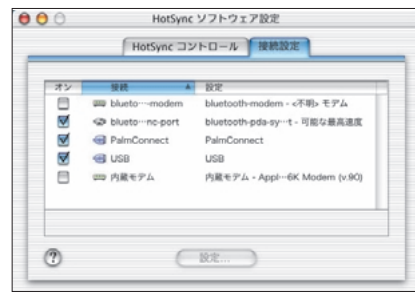 HotSync ソフトウェア設定
HotSync コントロール 接続設定
オン 接続 設定
blueto…modem bluetooth-modem - <不明> モデム
blueto…nc-port bluetooth-pda-sy…t - 可能な最高速度
PalmConnect PalmConnect
USB USB
内蔵モデム 内蔵モデム - Appl…6K Modem (v.90)
? 設定...